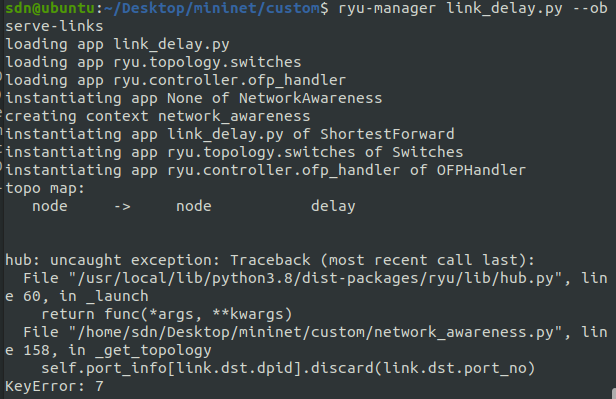 sdn@ubuntu:~/Desktop/mininet/custom$ ryu-manager link_delay.py --ob
serve-links
loading app link_delay.py
loading app ryu.topology.switches
loading app ryu.controller.ofp_handler
instantiating app None of NetworkAwareness
creating context network_awareness
instantiating app link_delay.py of ShortestForward
instantiating app ryu.topology.switches of Switches
instantiating app ryu.controller.ofp_handler of OFPHandler
topo map:
   node     ->     node           delay
hub: uncaught exception: Traceback (most recent call last):
  File "/usr/local/lib/python3.8/dist-packages/ryu/lib/hub.py", lin
e 60, in _launch
    return func(*args, **kwargs)
  File "/home/sdn/Desktop/mininet/custom/network_awareness.py", lin
e 158, in _get_topology
    self.port_info[link.dst.dpid].discard(link.dst.port_no)
KeyError: 7